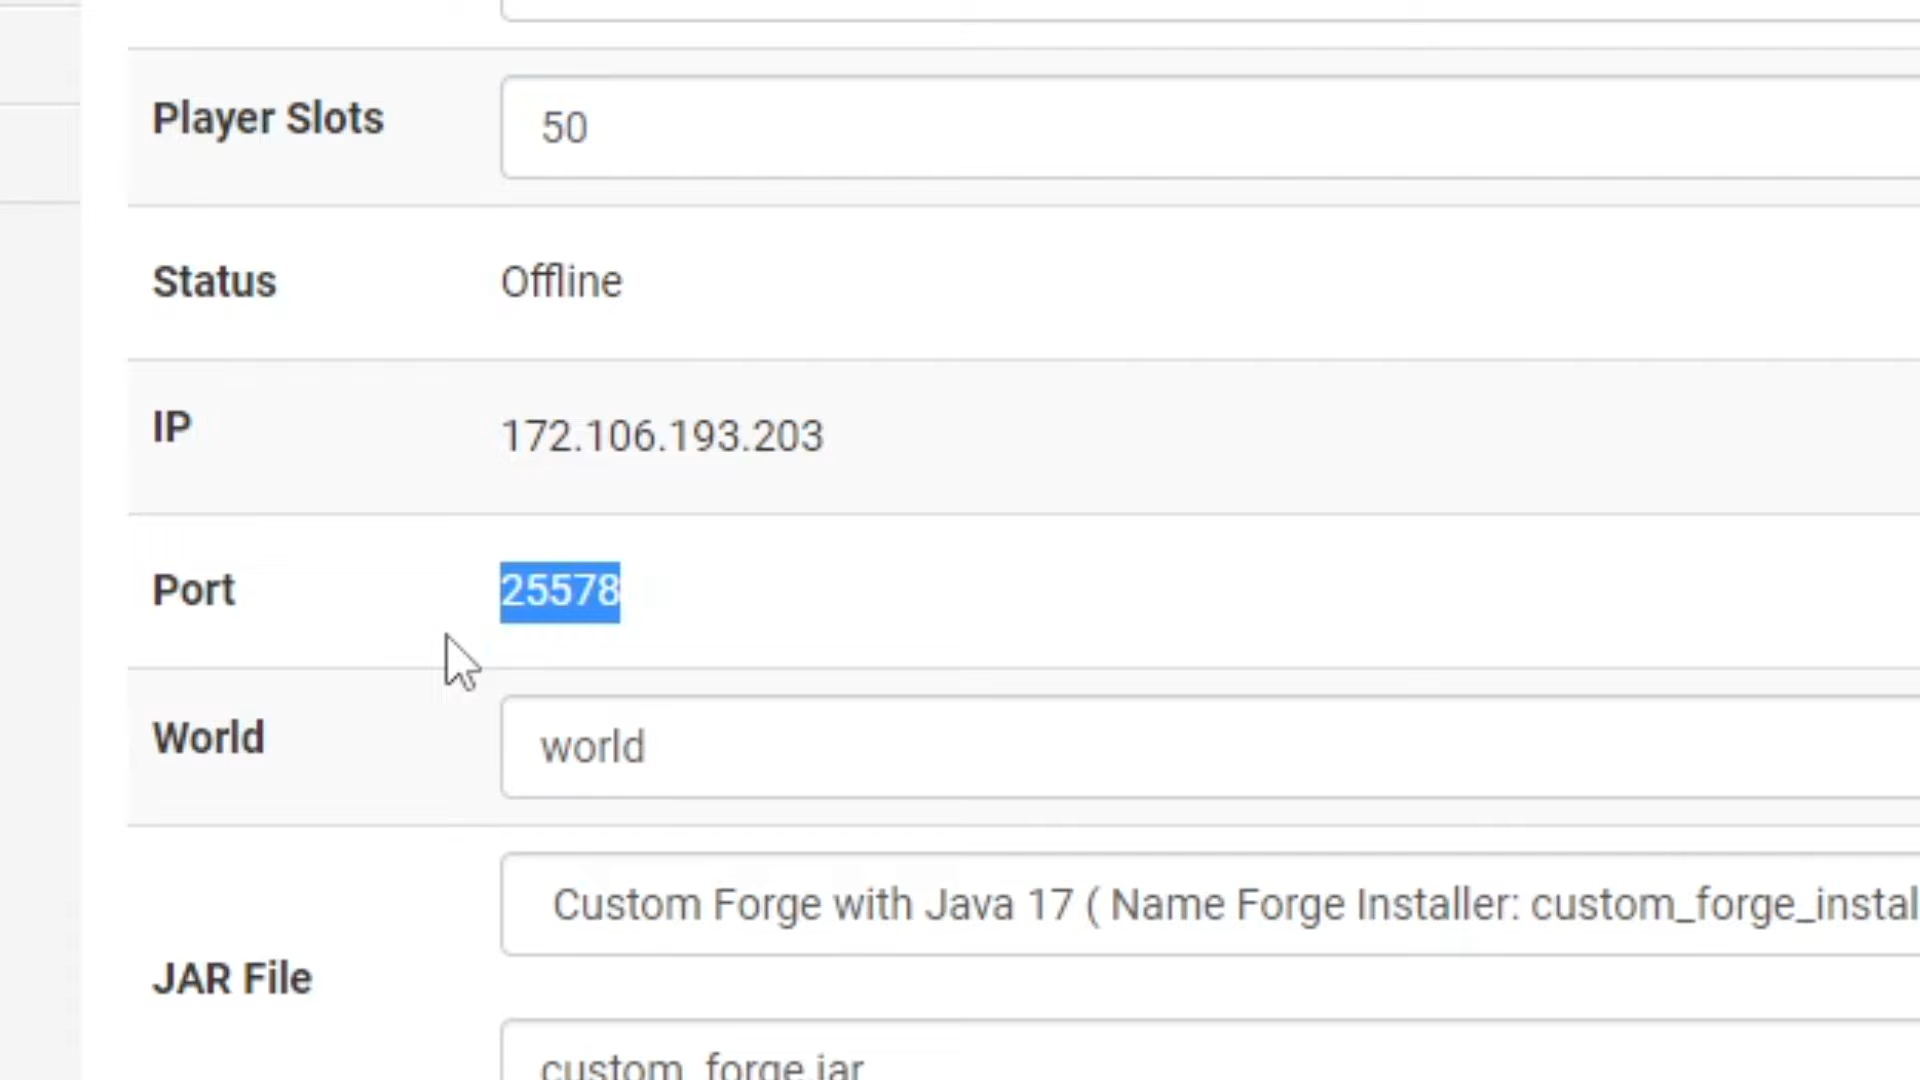 Player Slots 50
Status Offline
IP 172.106.193.203
Port 25578
World world
Custom Forge with Java 17 ( Name Forge Installer: custom_forge_instal
JAR File
custom_forge.jar